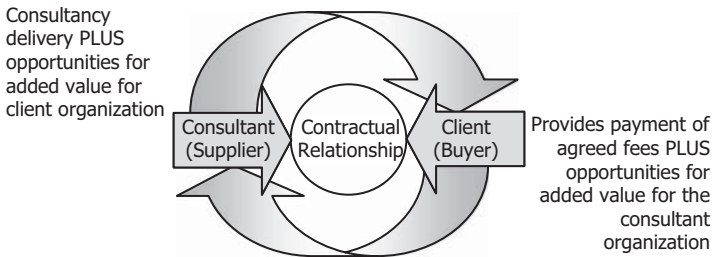 Consultancy
delivery PLUS
opportunities for
added value for
client organization
Consultant
(Supplier)
Contractual
Relationship
Client
(Buyer)
Provides payment of
agreed fees PLUS
opportunities for
added value for the
consultant
organization